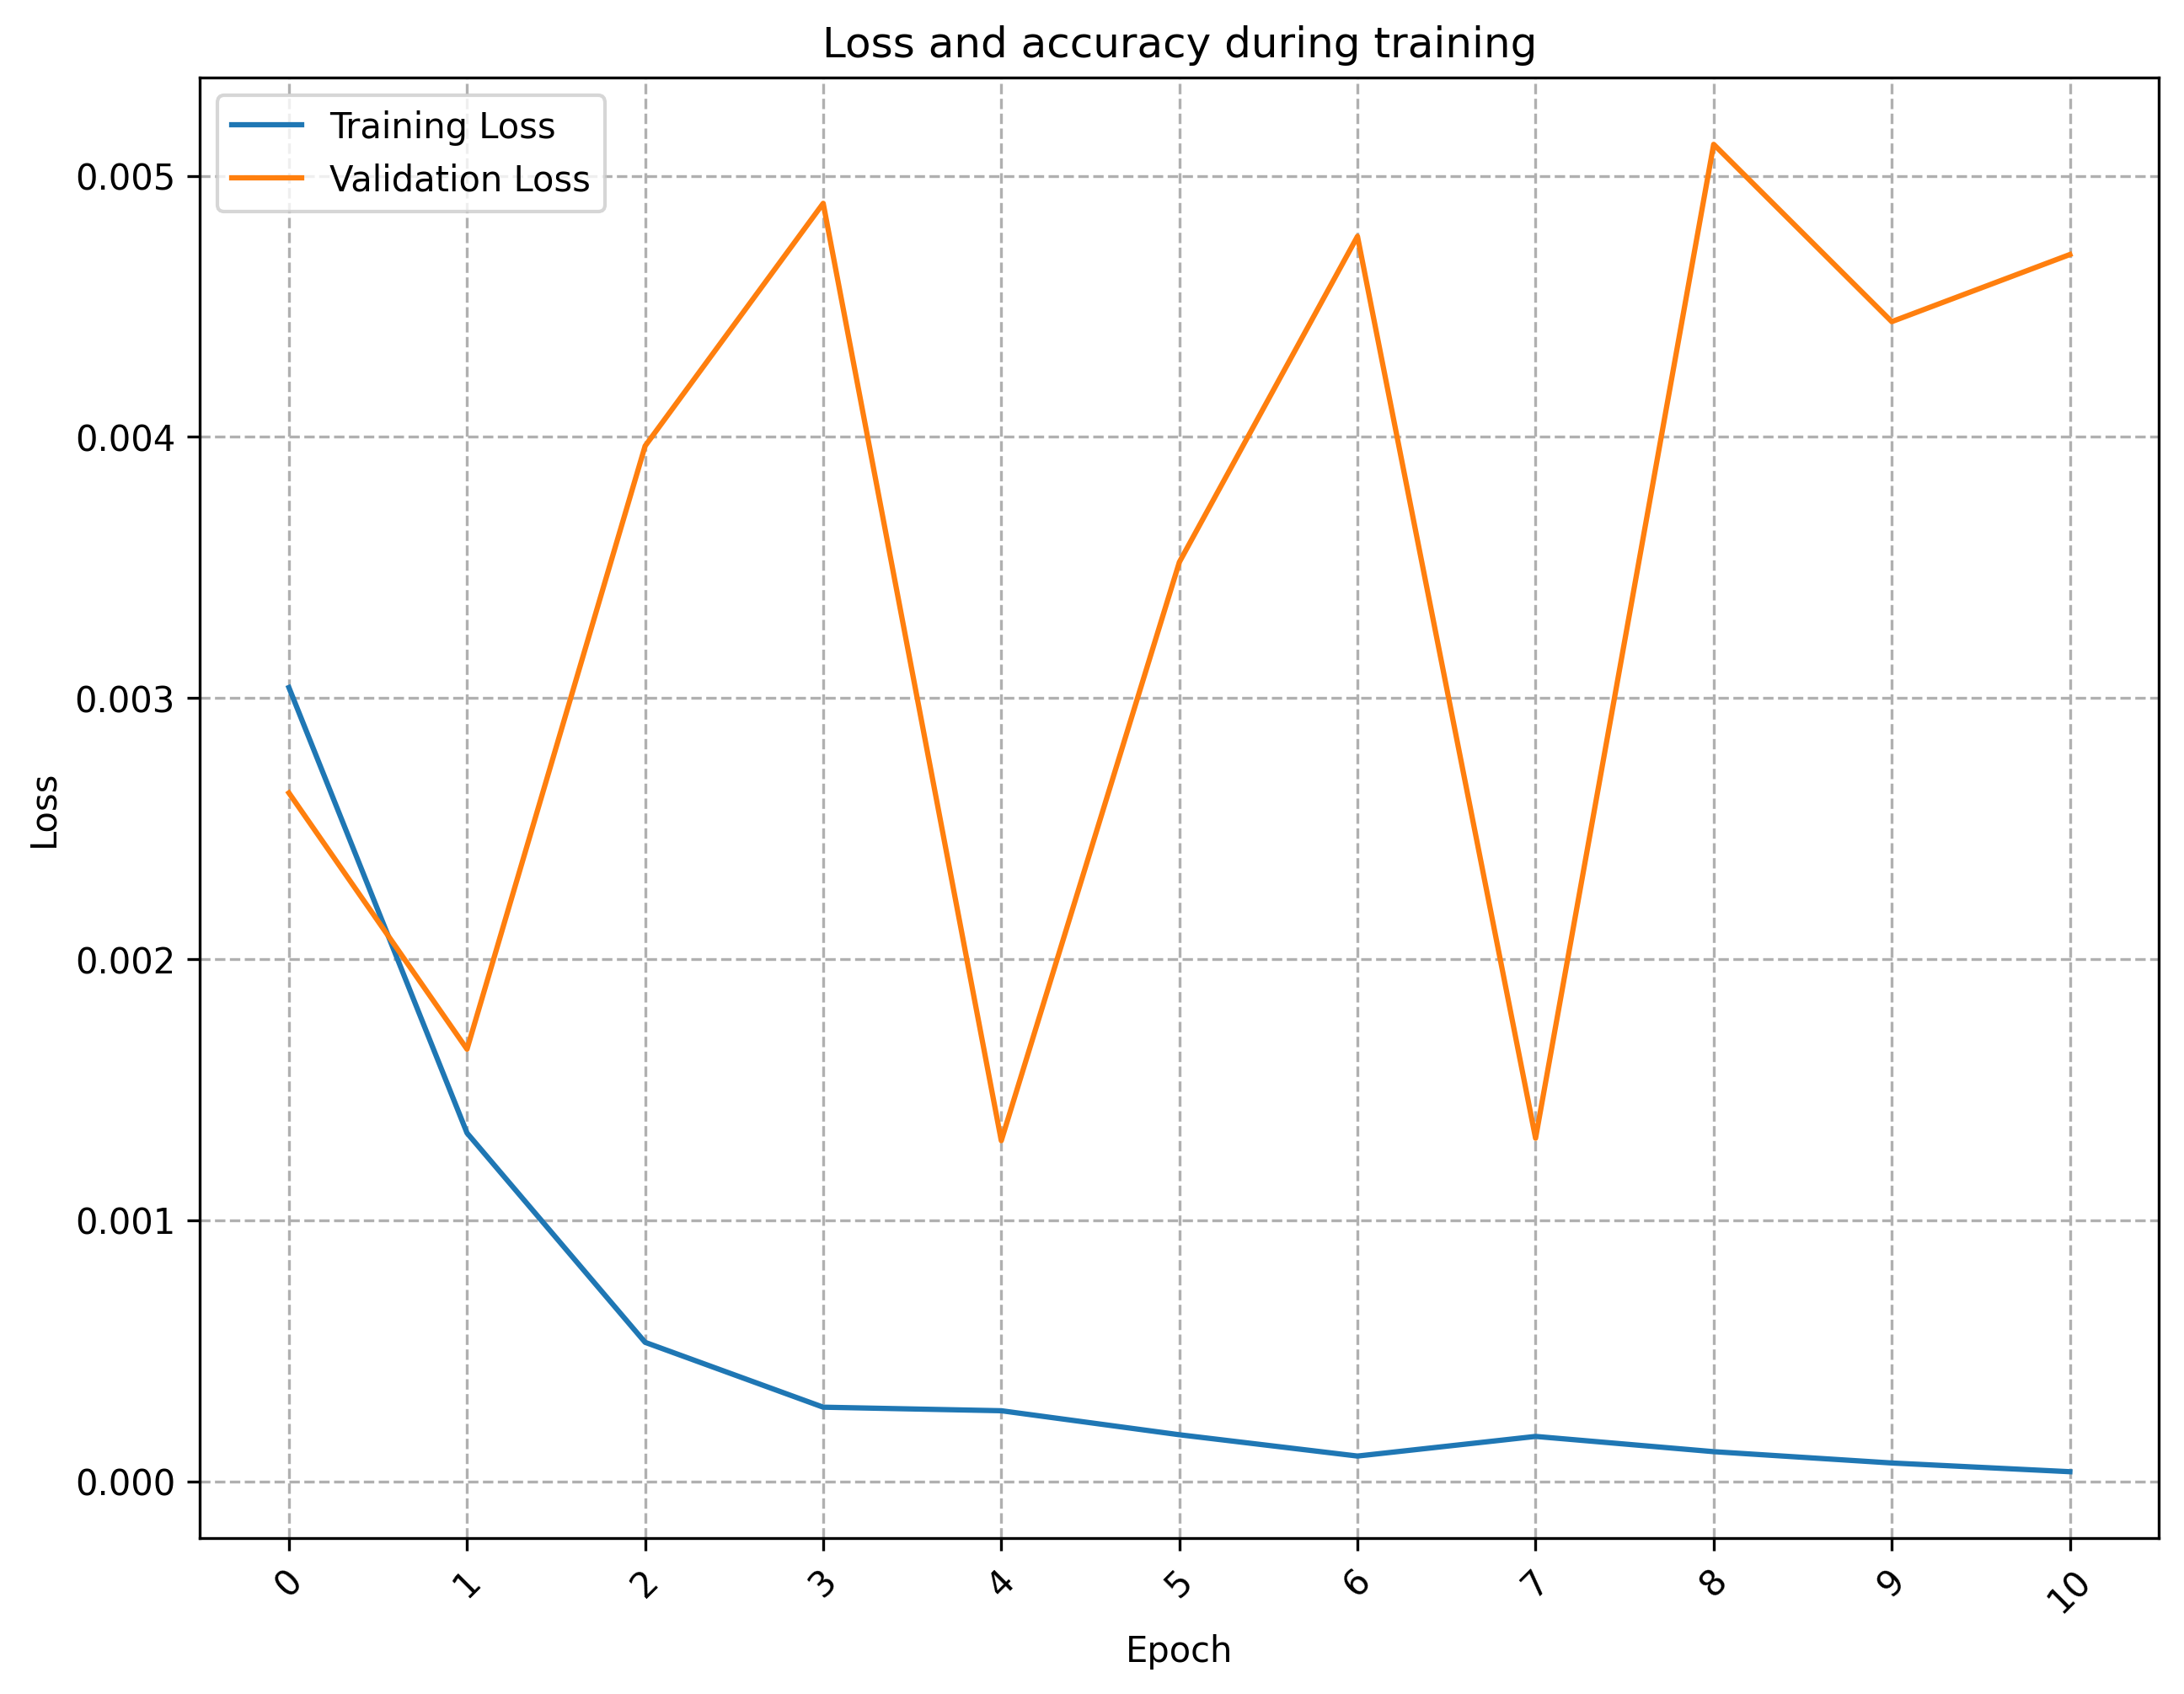 Loss and accuracy during training
Training Loss
Validation Loss
0.005
0.004
0.003
0.002
0.001
0.000
Loss
0 1 2 3 4 5 6 7 8 9 10
Epoch